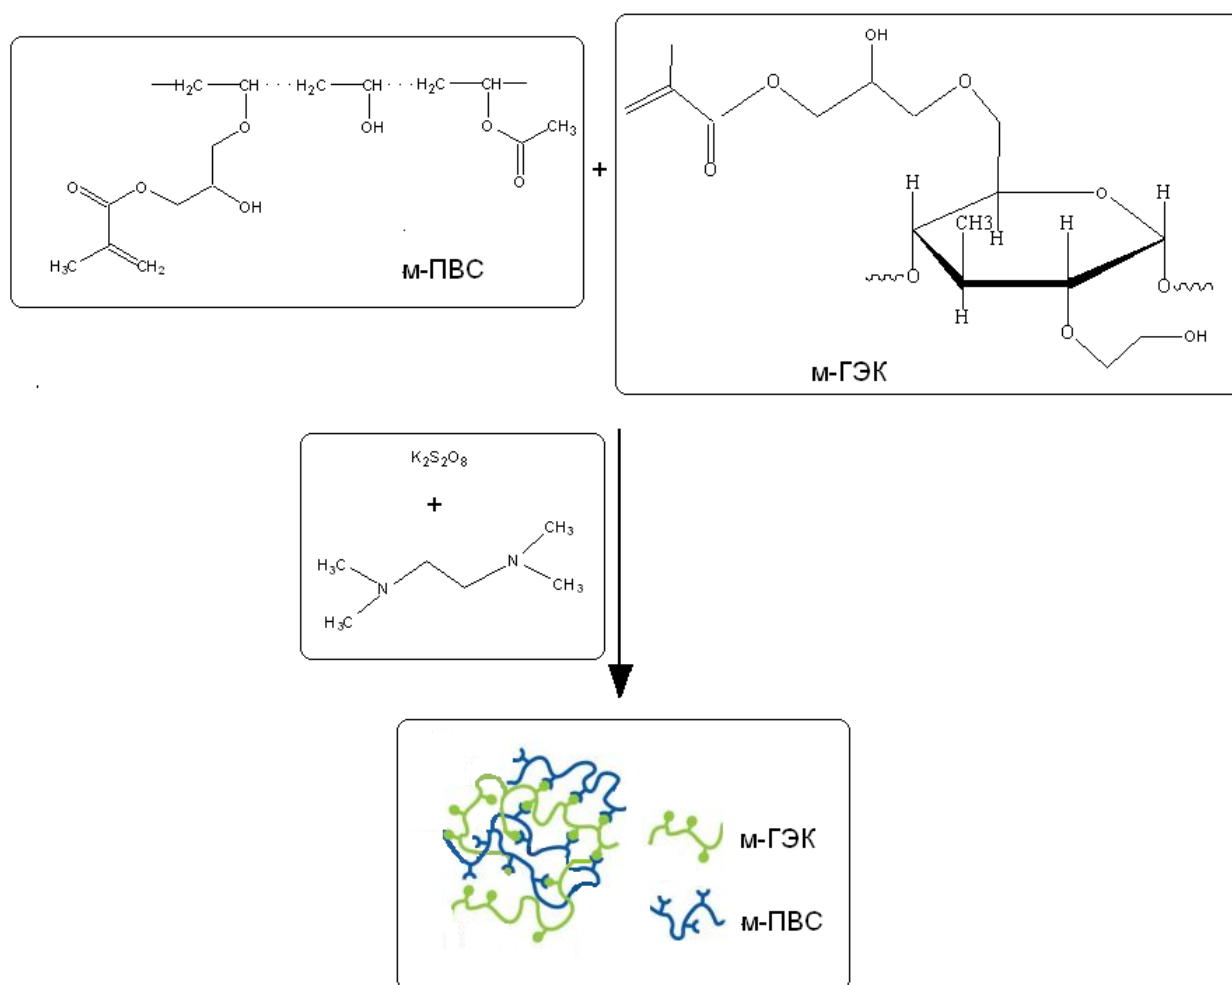 H₂C CH H₂C CH H₂C CH
O OH O CH₃
O
O O OH
H₃C CH₂
м-ПВС
+
OH
O O
O
H O H
CH3 H
H
O O
H O OH
м-ГЭК
K₂S₂O₈
+
CH₃
H₃C N
N CH₃
H₃C
м-ГЭК
м-ПВС